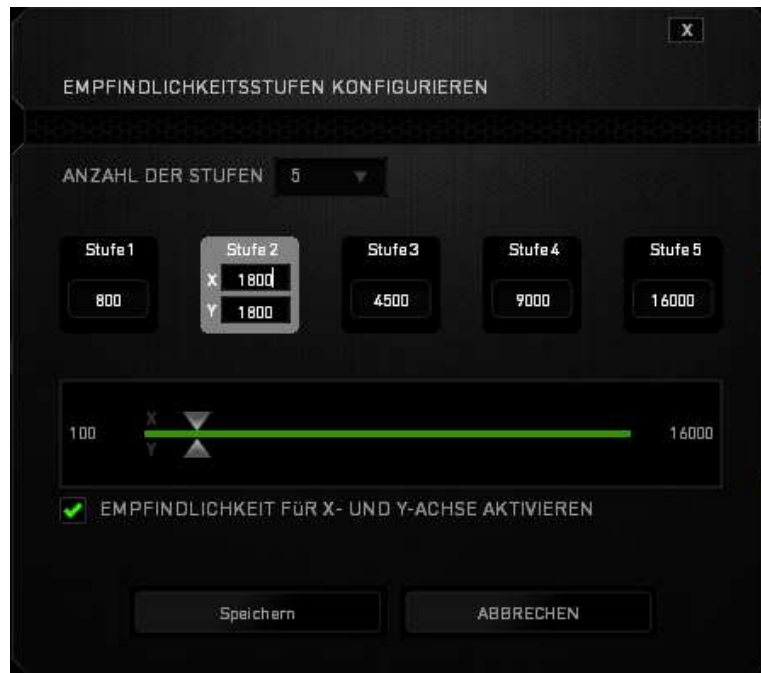 X
EMPFINDLICHKEITSSTUFEN KONFIGURIEREN
ANZAHL DER STUFEN 5
Stufe 1 Stufe 2 Stufe 3 Stufe 4 Stufe 5
X 1800
800 4500 9000 16000
Y 1800
X
100 16000
Y
EMPFINDLICHKEIT FüR X- UND Y-ACHSE AKTIVIEREN
Speichern ABBRECHEN